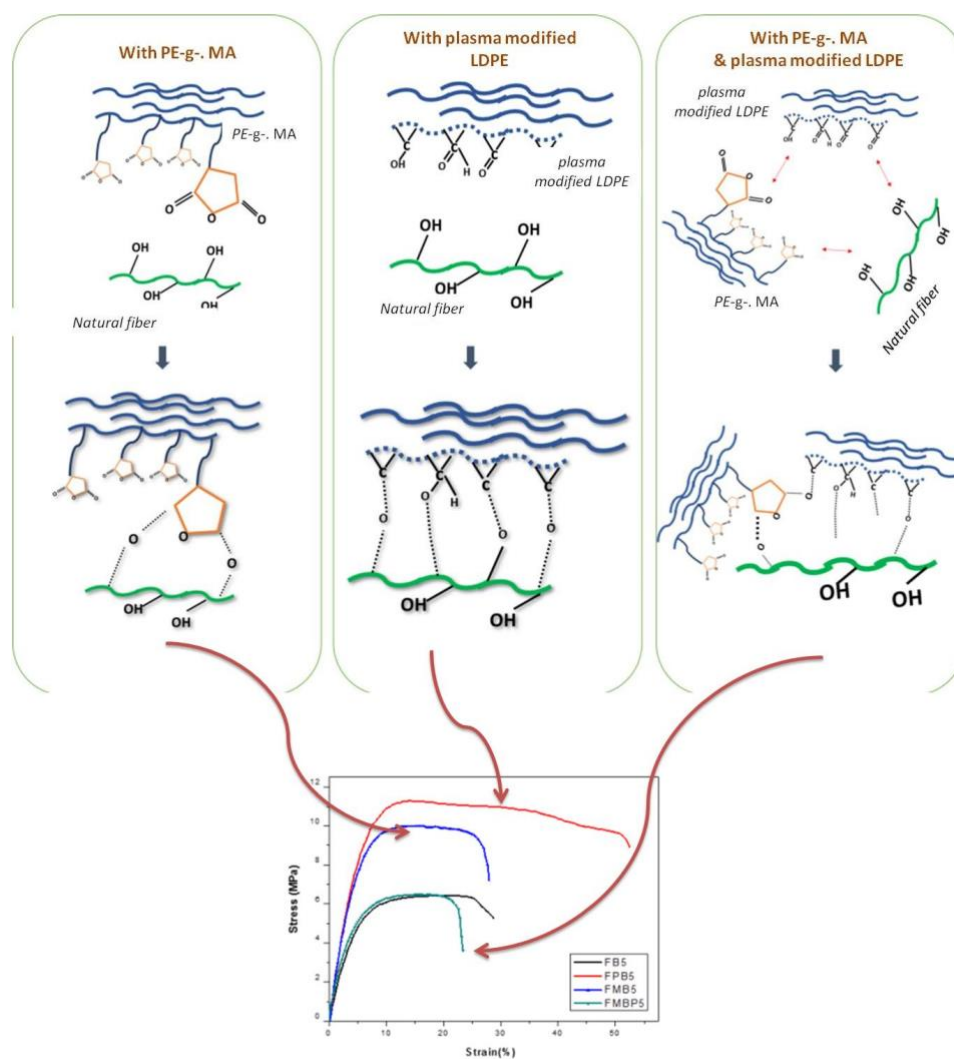 With PE-g-. MA
PE-g-. MA
O
O
O
OH
OH
OH
OH
Natural fiber
O
O
O
OH
OH
With plasma modified
LDPE
C
C
C
OH
O
H
O
plasma
modified LDPE
OH
OH
OH
OH
Natural fiber
C
C
C
C
O
H
O
O
O
OH
OH
With PE-g-. MA
& plasma modified LDPE
plasma
modified LDPE
C
C
C
C
OH
O
H
O
O
O
O
PE-g-. MA
OH
OH
OH
OH
Natural fiber
C
C
C
C
O
O
H
O
O
O
OH
OH
Stress (MPa)
12
10
8
6
4
2
0
0
10
20
30
40
50
Strain(%)
FB5
FPB5
FMB5
FMBP5